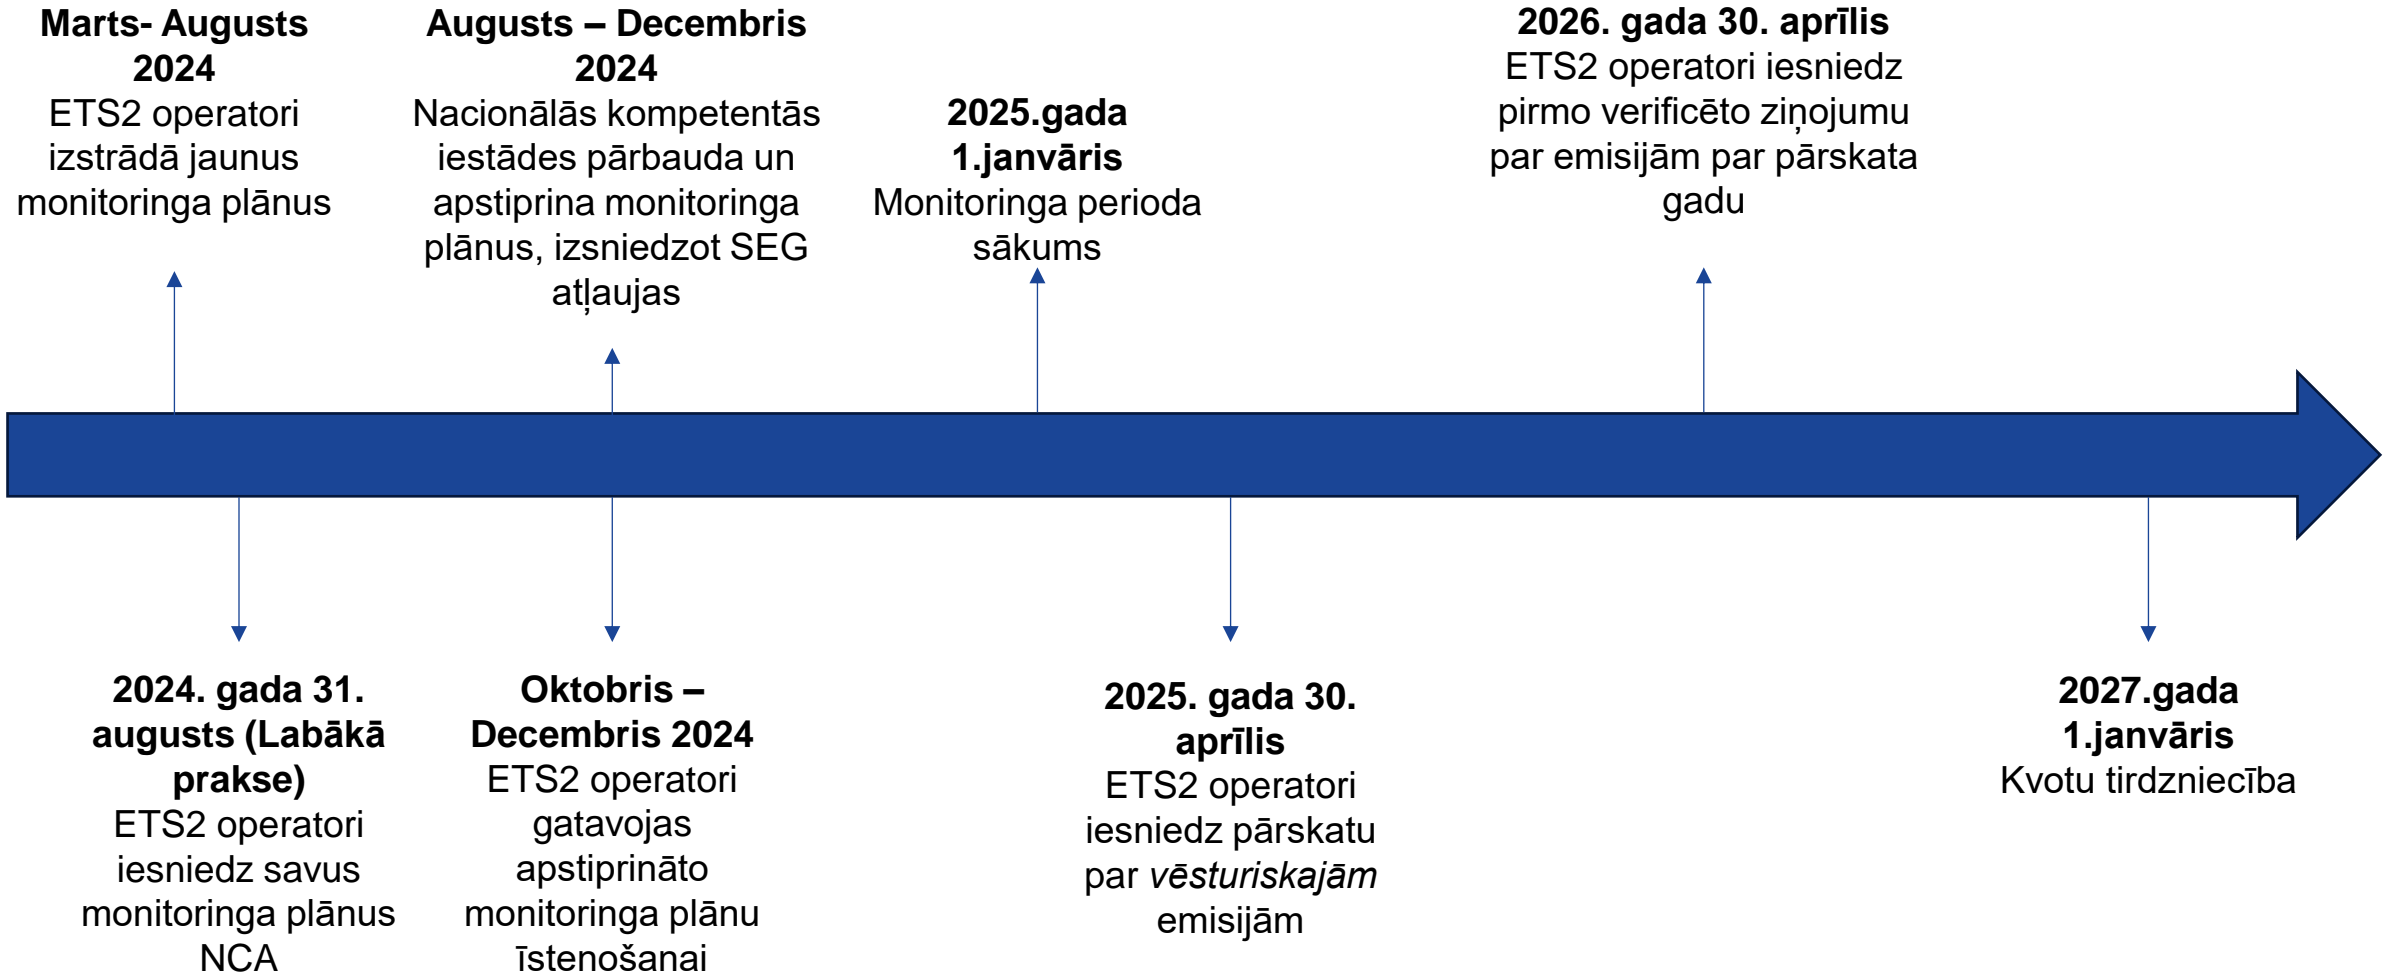 Marts- Augusts
2024
ETS2 operatori
izstrādā jaunus
monitoringa plānus
Augusts – Decembris
2024
Nacionālās kompetentās
iestādes pārbauda un
apstiprina monitoringa
plānus, izsniedzot SEG
atļaujas
2025.gada
1.janvāris
Monitoringa perioda
sākums
2026. gada 30. aprīlis
ETS2 operatori iesniedz
pirmo verificēto ziņojumu
par emisijām par pārskata
gadu
2024. gada 31.
augusts (Labākā
prakse)
ETS2 operatori
iesniedz savus
monitoringa plānus
NCA
Oktobris –
Decembris 2024
ETS2 operatori
gatavojas
apstiprināto
monitoringa plānu
īstenošanai
2025. gada 30.
aprīlis
ETS2 operatori
iesniedz pārskatu
par vēsturiskajām
emisijām
2027.gada
1.janvāris
Kvotu tirdzniecība